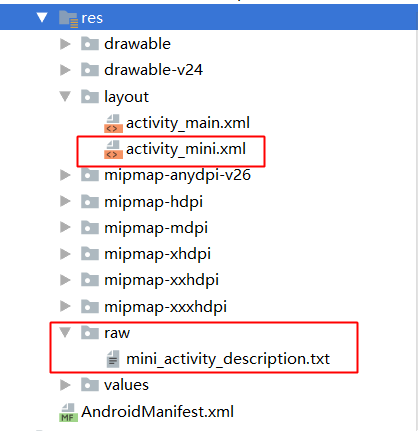 res
drawable
drawable-v24
layout
activity_main.xml
activity_mini.xml
mipmap-anydpi-v26
mipmap-hdpi
mipmap-mdpi
mipmap-xhdpi
mipmap-xxhdpi
mipmap-xxxhdpi
raw
mini_activity_description.txt
values
MF AndroidManifest.xml